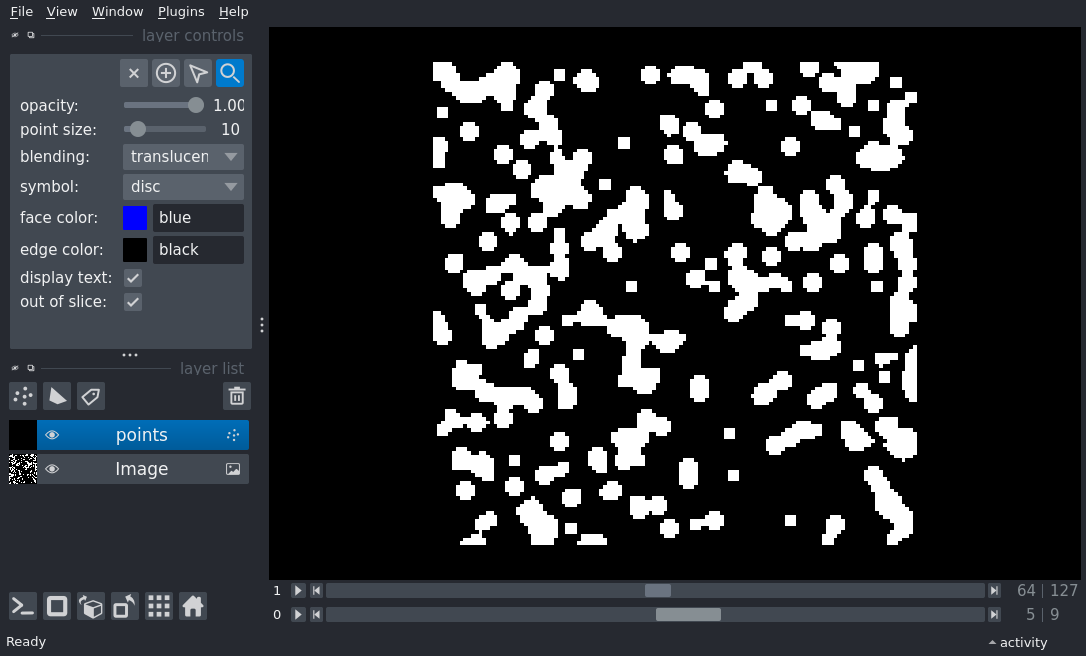 File View Window Plugins Help
layer controls
opacity: 1.00
point size: 10
blending: translucen
symbol: disc
face color: blue
edge color: black
display text:
out of slice:
layer list
points
Image
1 64 | 127
0 5 | 9
Ready activity